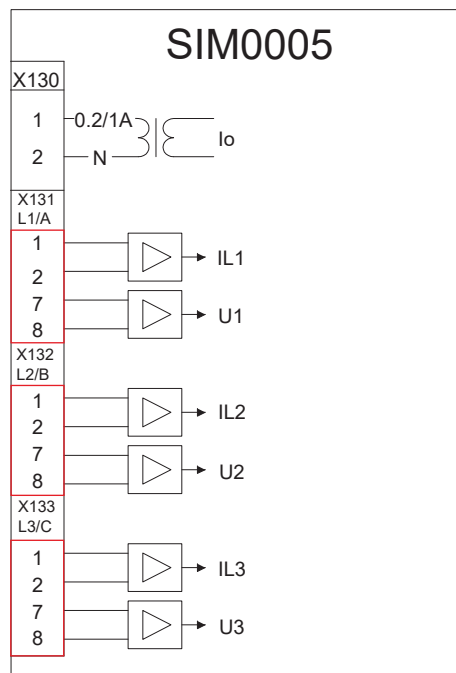 SIM0005
X130
1 0.2/1A
Io
2 N
X131
L1/A
1
IL1
2
7
U1
8
X132
L2/B
1
IL2
2
7
U2
8
X133
L3/C
1
IL3
2
7
U3
8